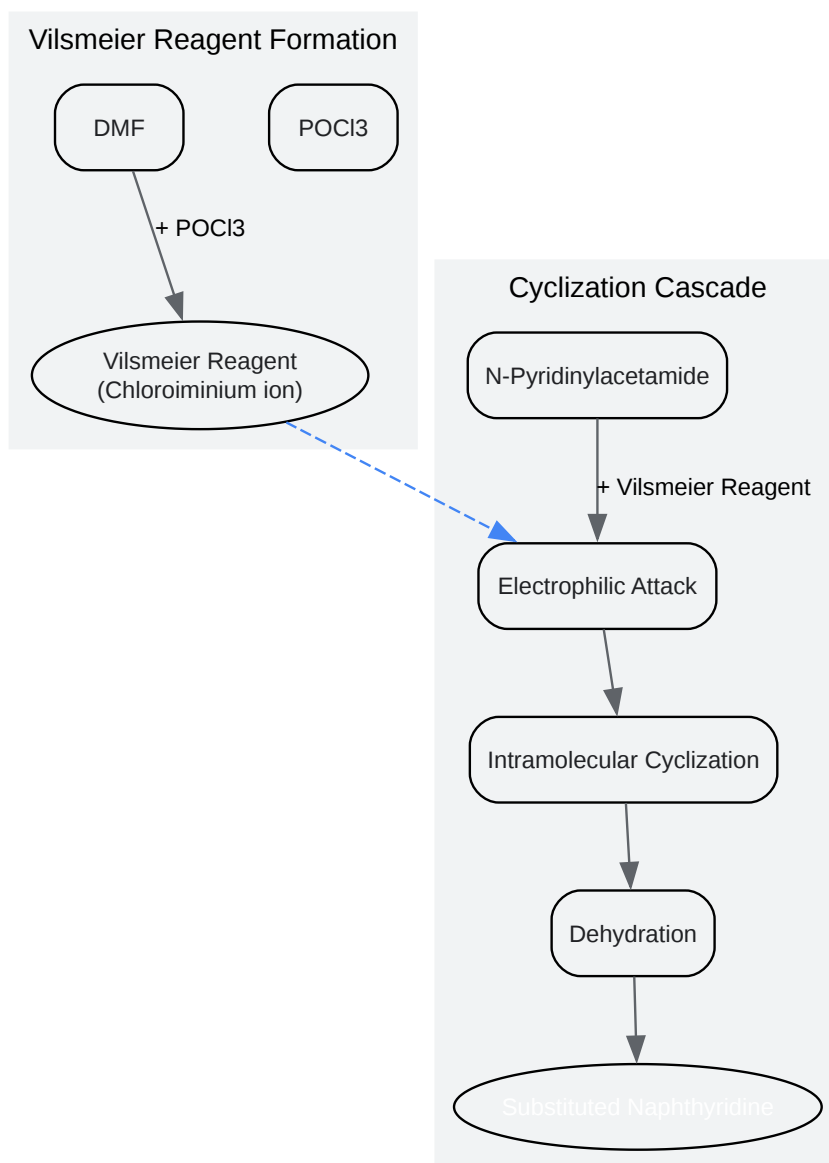 Vilsmeier Reagent Formation
DMF
POCl3
+ POCl3
Vilsmeier Reagent
(Chloroiminium ion)
Cyclization Cascade
N-Pyridinylacetamide
+ Vilsmeier Reagent
Electrophilic Attack
Intramolecular Cyclization
Dehydration
Substituted Naphthyridine